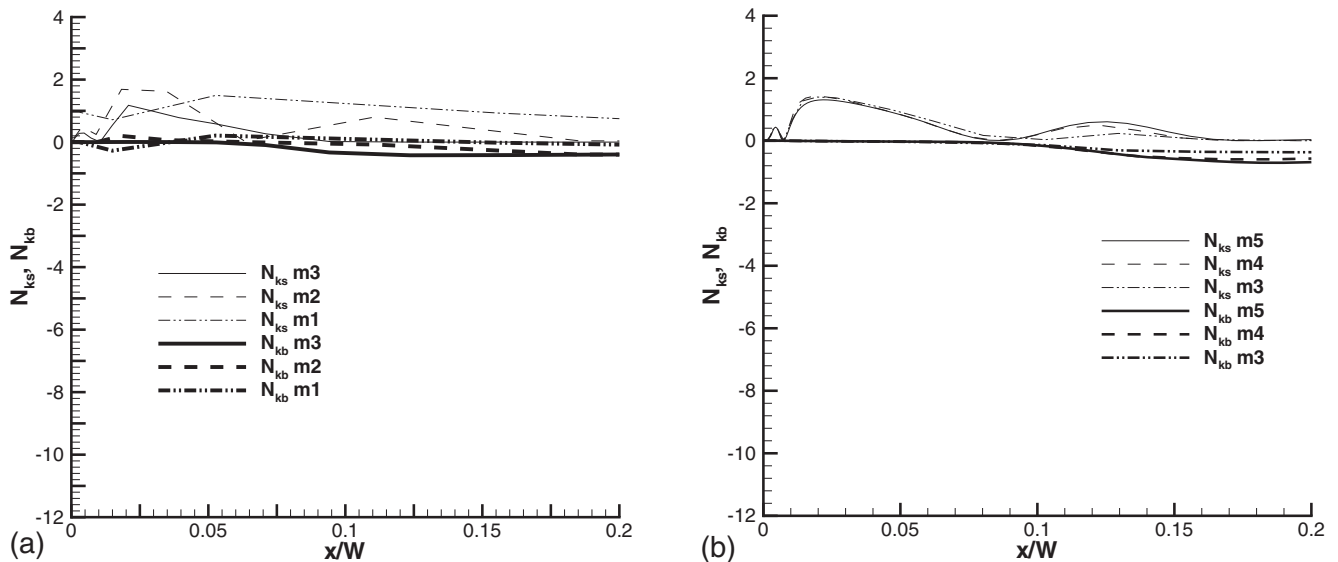 4
2
0
-2
-4
-6
-8
-10
-12
N_ks, N_kb
N_ks m3
N_ks m2
N_ks m1
N_kb m3
N_kb m2
N_kb m1
0
0.05
0.1
0.15
0.2
x/W
(a)
4
2
0
-2
-4
-6
-8
-10
-12
N_ks, N_kb
N_ks m5
N_ks m4
N_ks m3
N_kb m5
N_kb m4
N_kb m3
0
0.05
0.1
0.15
0.2
x/W
(b)